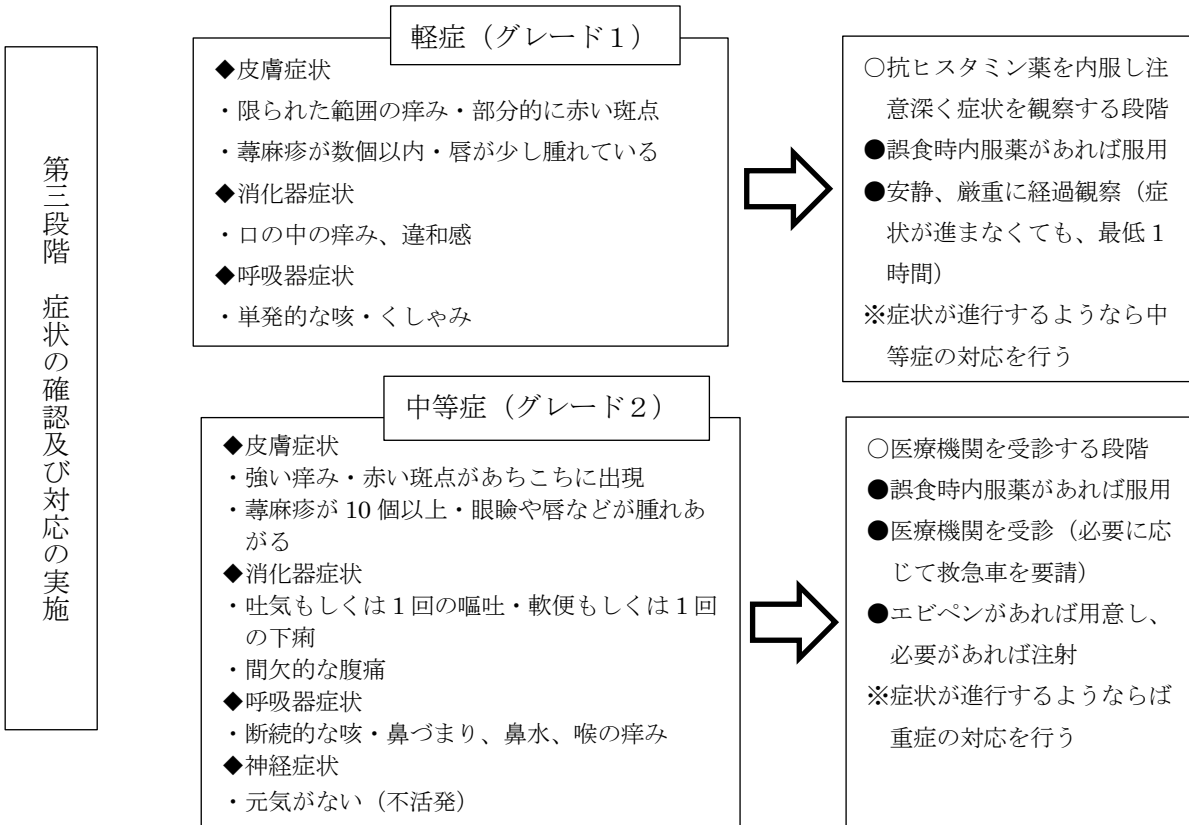 第三段階　症状の確認及び対応の実施
軽症（グレード１）
◆皮膚症状
・限られた範囲の痒み・部分的に赤い斑点
・蕁麻疹が数個以内・唇が少し腫れている
◆消化器症状
・口の中の痒み、違和感
◆呼吸器症状
・単発的な咳・くしゃみ
○抗ヒスタミン薬を内服し注
意深く症状を観察する段階
●誤食時内服薬があれば服用
●安静、厳重に経過観察（症
状が進まなくても、最低１
時間）
※症状が進行するようなら中
等症の対応を行う
中等症（グレード２）
◆皮膚症状
・強い痒み・赤い斑点があちこちに出現
・蕁麻疹が 10 個以上・眼瞼や唇などが腫れあ
がる
◆消化器症状
・吐気もしくは１回の嘔吐・軟便もしくは１回
の下痢
・間欠的な腹痛
◆呼吸器症状
・断続的な咳・鼻づまり、鼻水、喉の痒み
◆神経症状
・元気がない（不活発）
○医療機関を受診する段階
●誤食時内服薬があれば服用
●医療機関を受診（必要に応
じて救急車を要請）
●エビペンがあれば用意し、
必要があれば注射
※症状が進行するようならば
重症の対応を行う